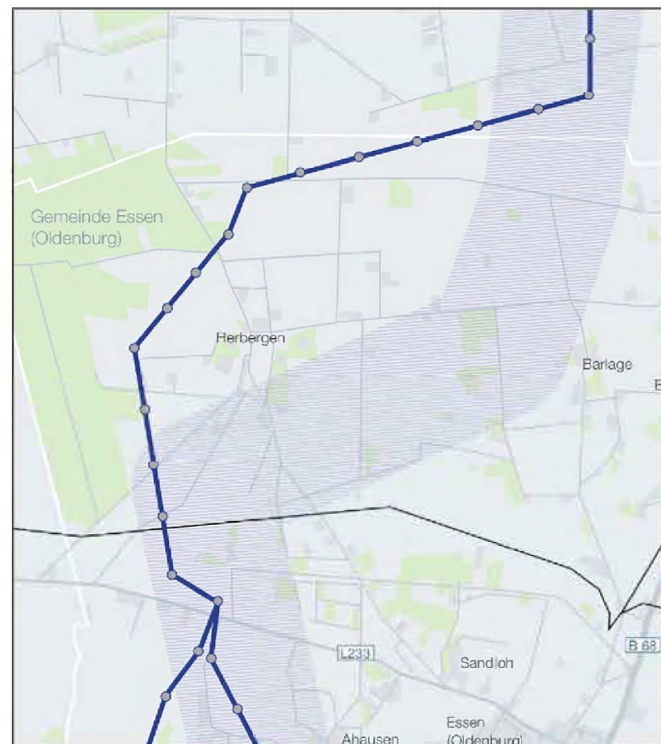 Gemeinde Essen
(Oldenburg)
Herbergen
Barlage
L233
B 68
Sandloh
Essen
(Oldenburg)
Ahausen